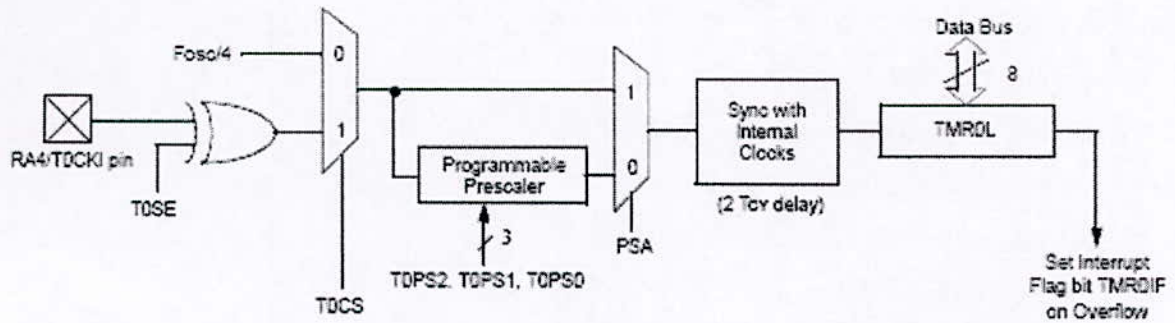 Data Bus
8
Fosc/4
0
1
RA4/T0CKI pin
T0SE
T0CS
Programmable
Prescaler
3
T0PS2, T0PS1, T0PS0
1
0
PSA
Sync with
Internal
Clocks
(2 TCY delay)
TMR0L
Set Interrupt
Flag bit TMR0IF
on Overflow